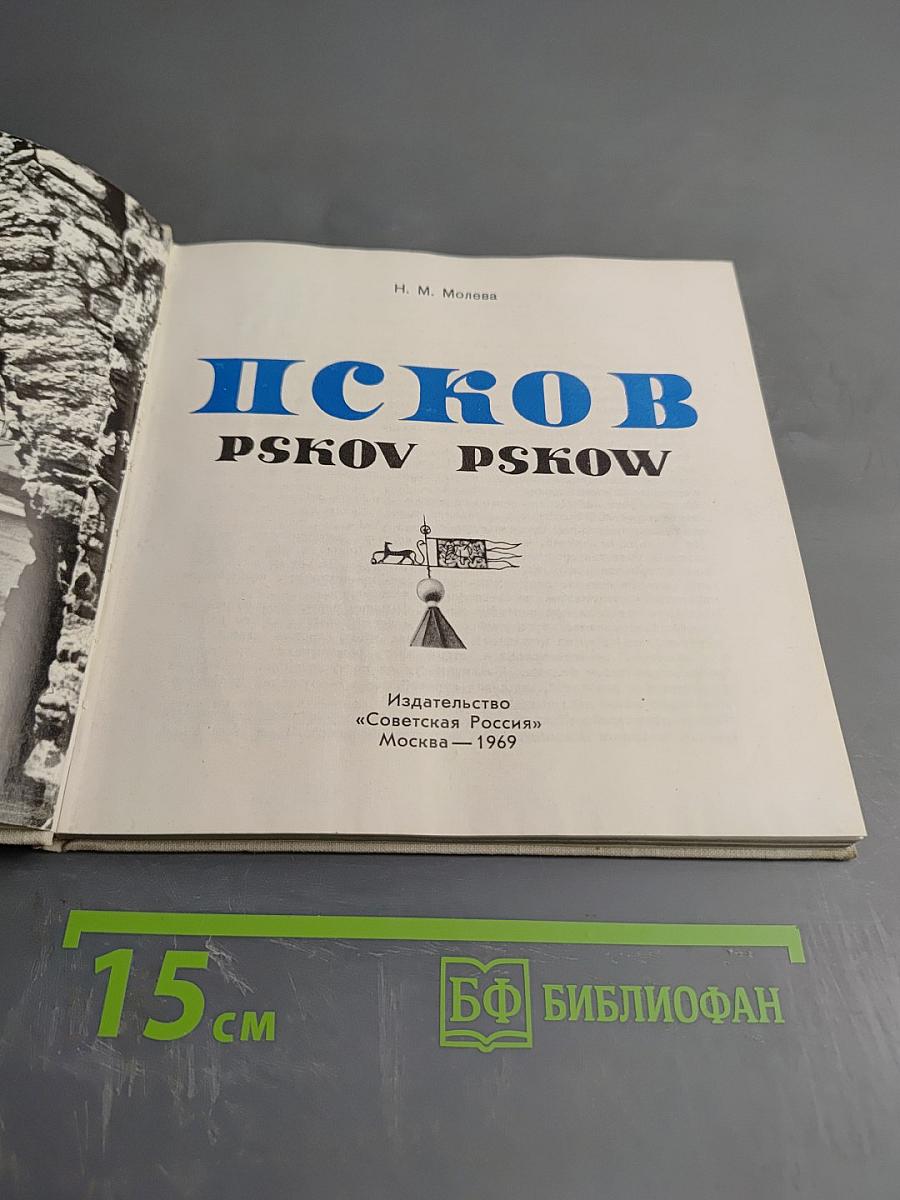 Н. М. Молева
ПСКОВ
PSKOV PSKOW
Издательство
«Советская Россия»
Москва — 1969
15 см
БФ БИБЛИОФАН